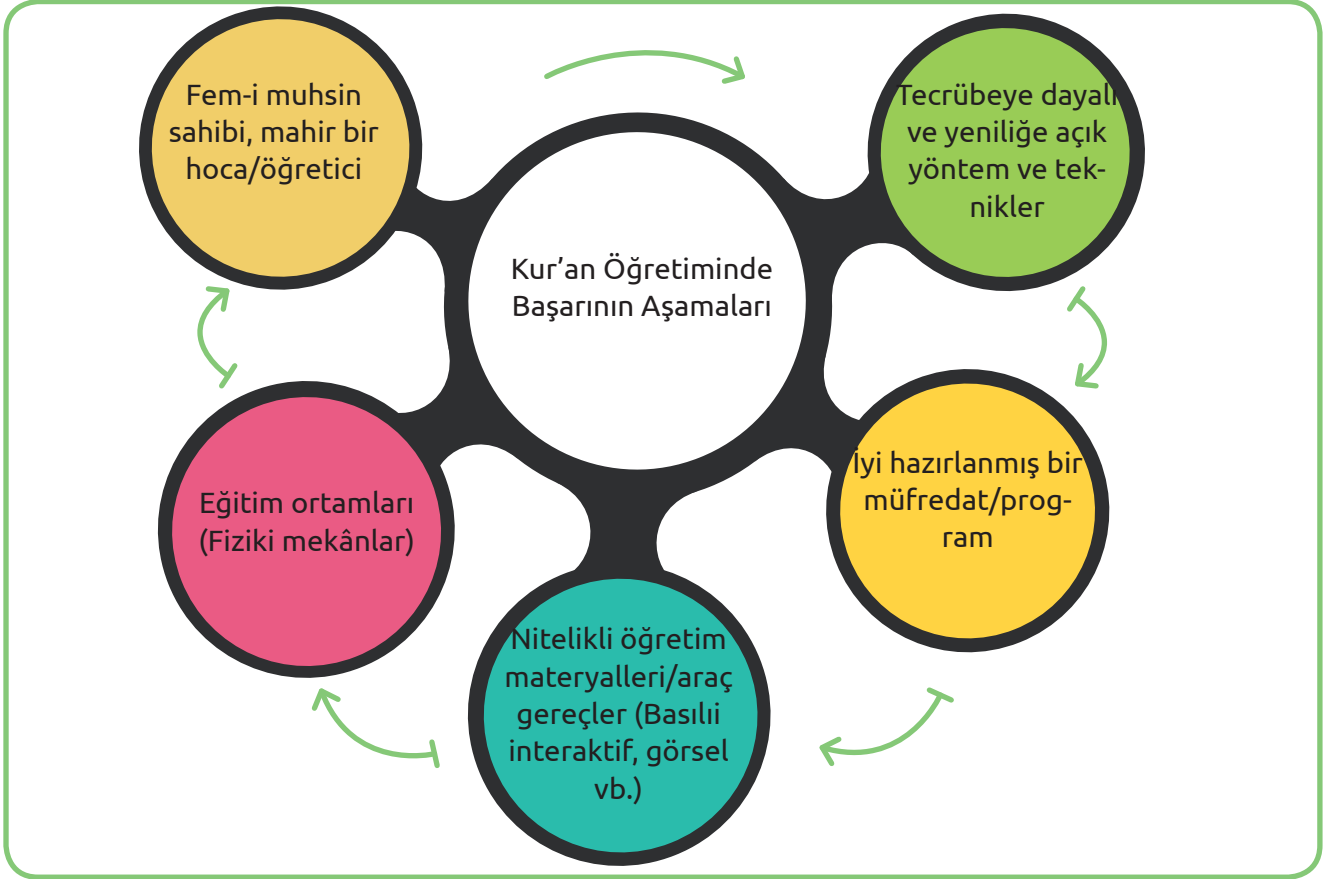 Kur’an Öğretiminde
Başarının Aşamaları
Fem-i muhsin
sahibi, mahir bir
hoca/öğretici
Tecrübeye dayalı
ve yeniliğe açık
yöntem ve tek-
nikler
İyi hazırlanmış bir
müfredat/prog-
ram
Nitelikli öğretim
materyalleri/araç
gereçler (Basılıi
interaktif, görsel
vb.)
Eğitim ortamları
(Fiziki mekânlar)